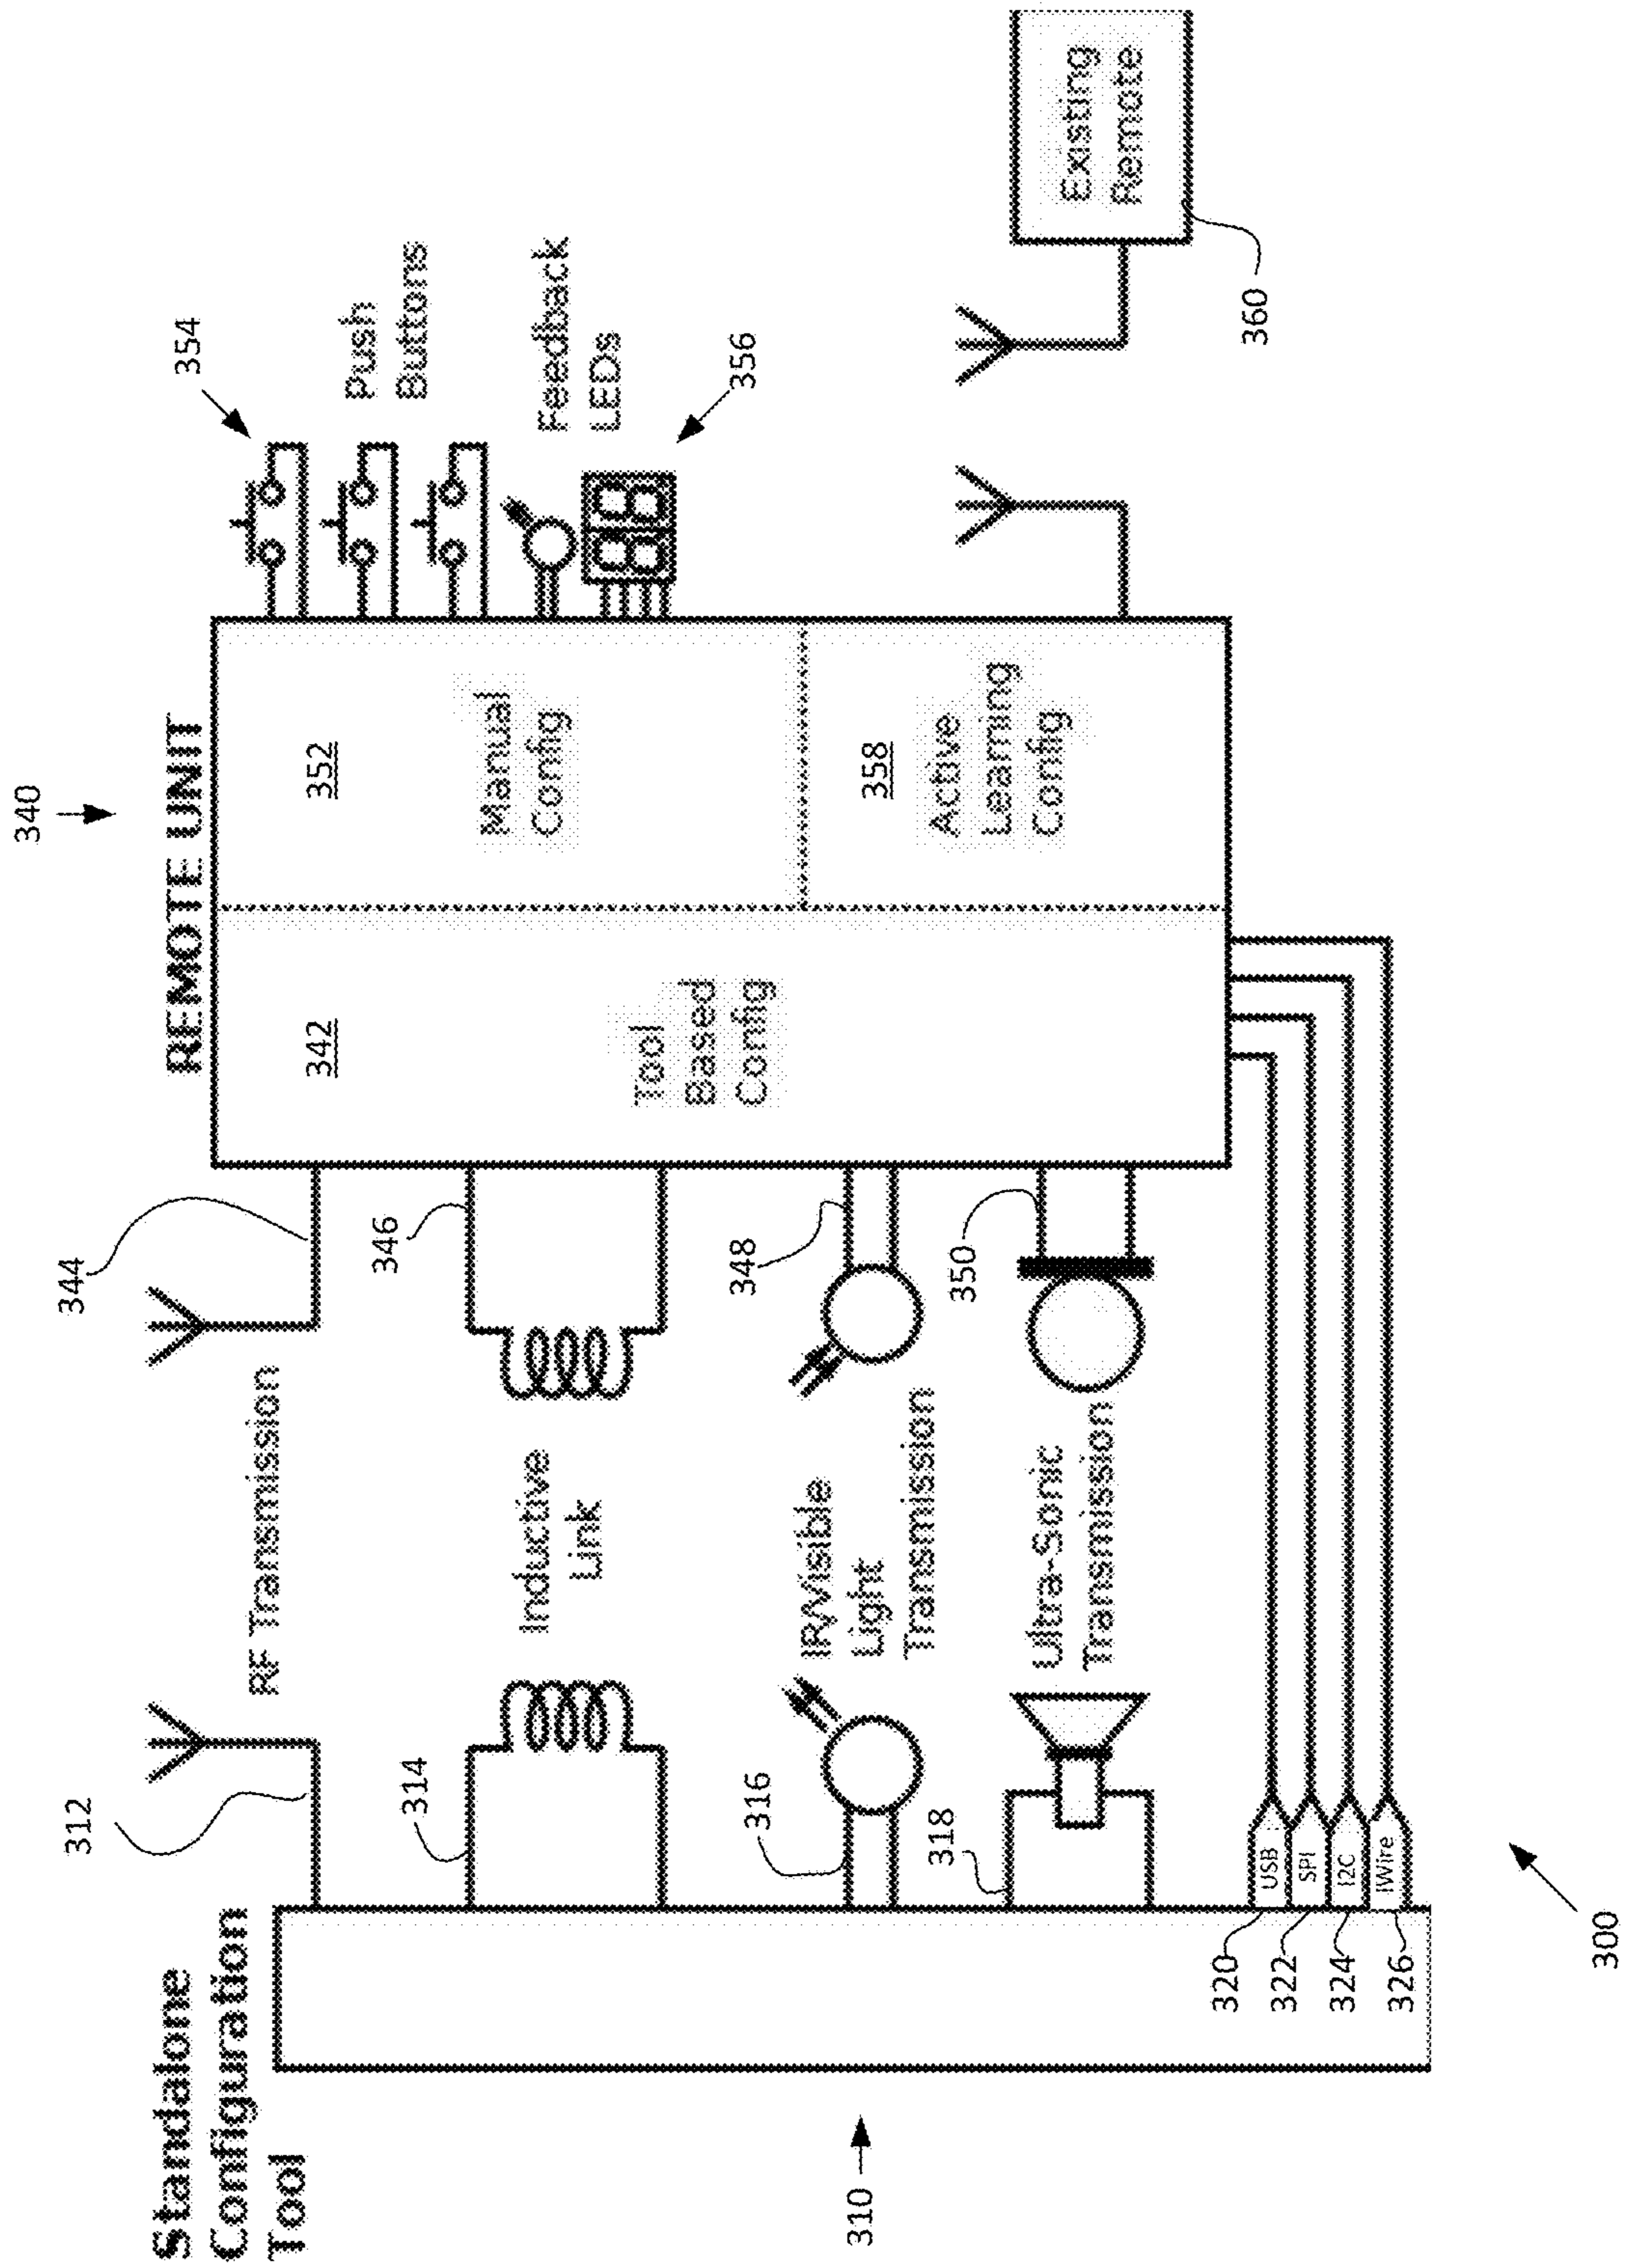 340
REMOTE UNIT
Standalone
Configuration
Tool
312
RF Transmission
344
314
Inductive
Link
346
316
IR/Visible
Light
Transmission
348
318
Ultra-Sonic
Transmission
350
342
Tool
Based
Config
352
Manual
Config
358
Active
Learning
Config
354
Push
Buttons
Feedback
LEDs
356
Existing
Remote
360
310
320
322
324
326
USB
SPI
I2C
1Wire
300